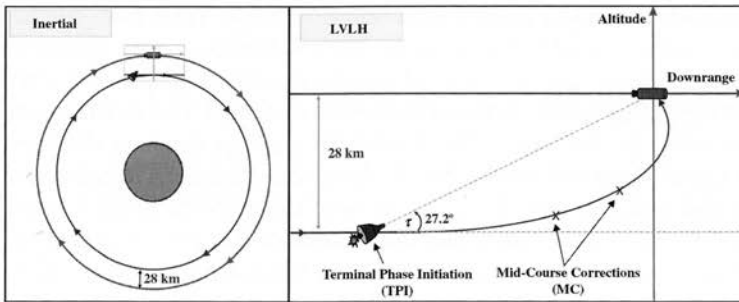 Inertial
28 km
LVLH
Altitude
Downrange
28 km
τ 27.2°
Terminal Phase Initiation
(TPI)
Mid-Course Corrections
(MC)